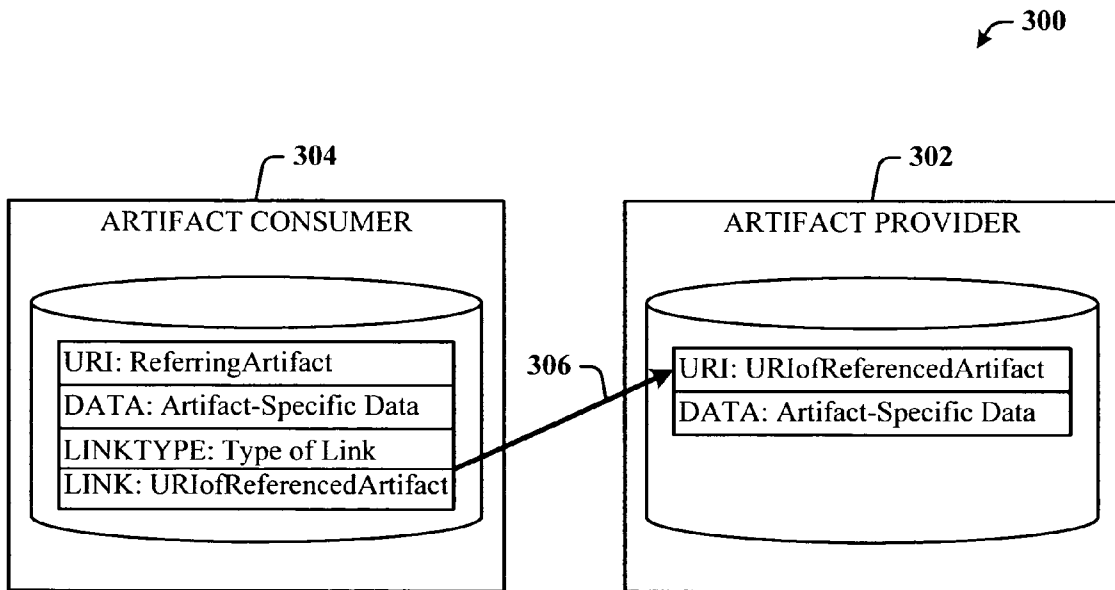 300
304
302
ARTIFACT CONSUMER
ARTIFACT PROVIDER
URI: ReferringArtifact
DATA: Artifact-Specific Data
LINKTYPE: Type of Link
LINK: URIofReferencedArtifact
306
URI: URIofReferencedArtifact
DATA: Artifact-Specific Data